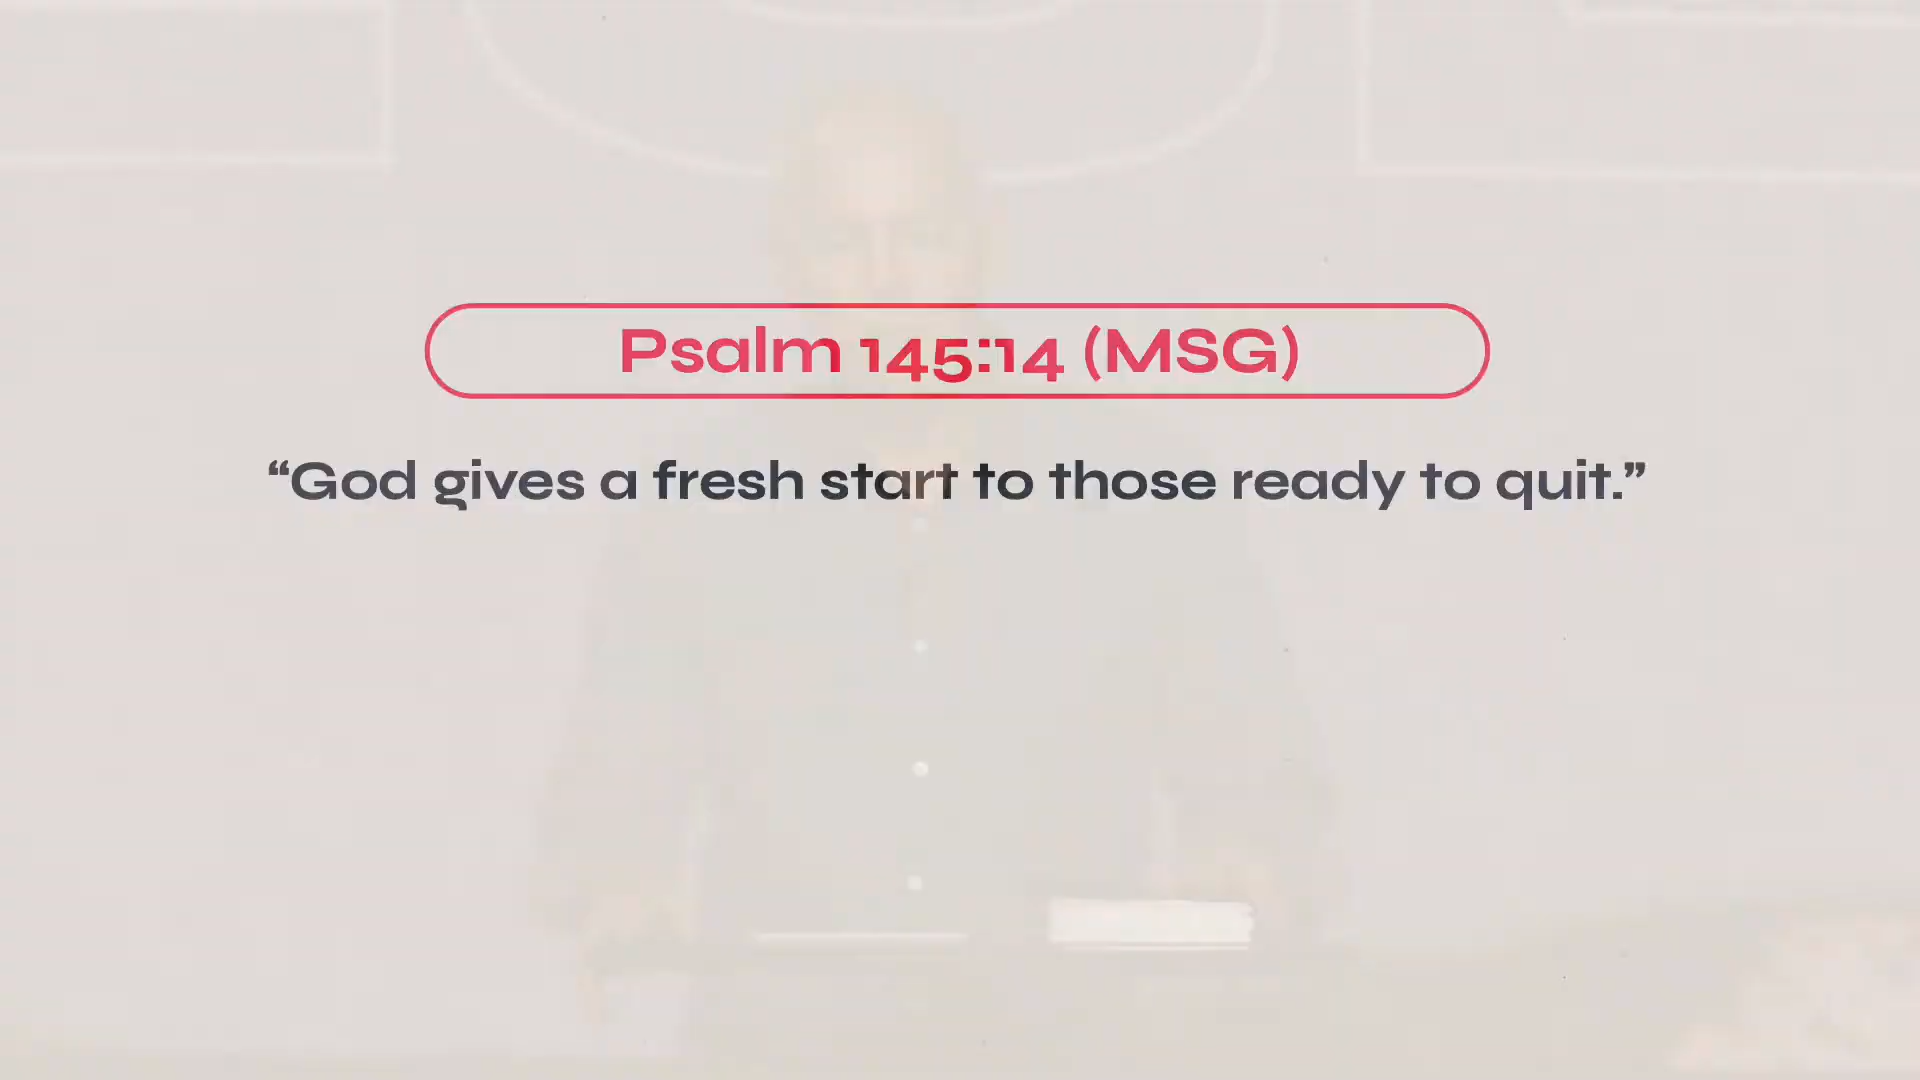 Psalm 145:14 (MSG)
“God gives a fresh start to those ready to quit.”